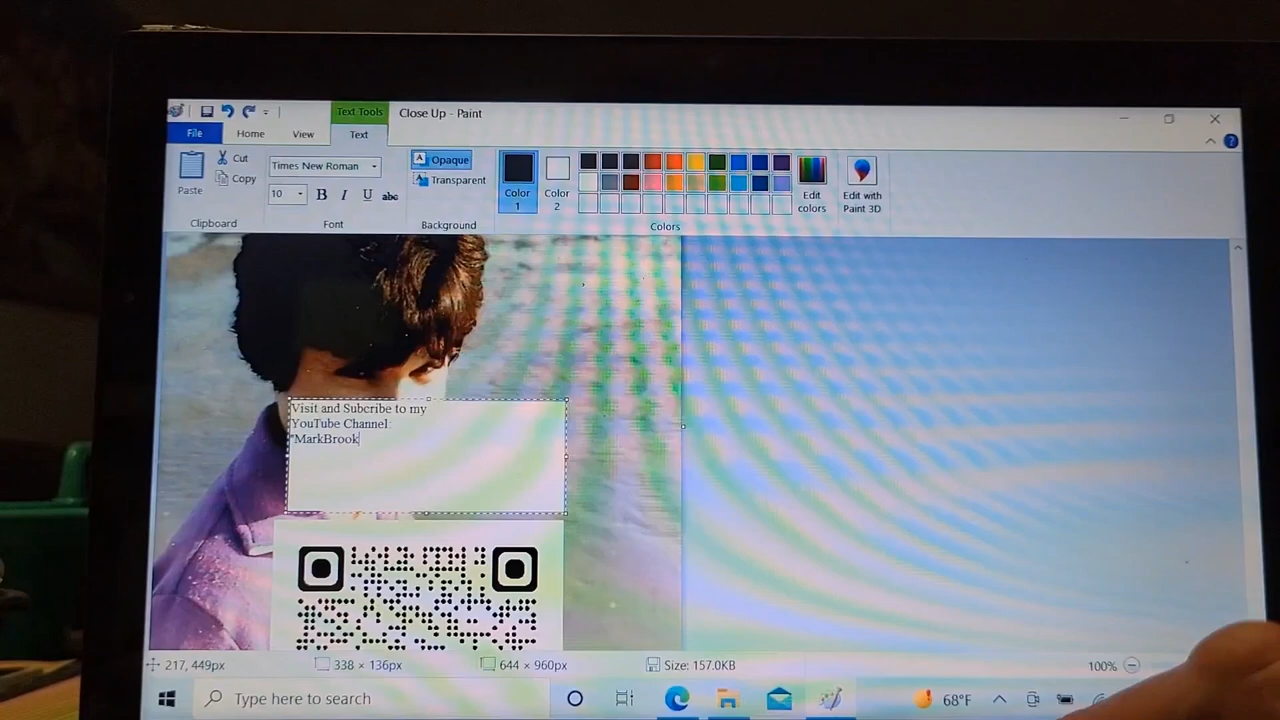 Text Tools
Close Up - Paint
File
Home
View
Text
Paste
Cut
Copy
Clipboard
Times New Roman
10
B I U abc
Font
Opaque
Transparent
Background
Color
1
Color
2
Colors
Edit
colors
Edit with
Paint 3D
Visit and Subcribe to my
YouTube Channel:
"MarkBrook
217, 449px
338 × 136px
644 × 960px
Size: 157.0KB
100%
Type here to search
68°F